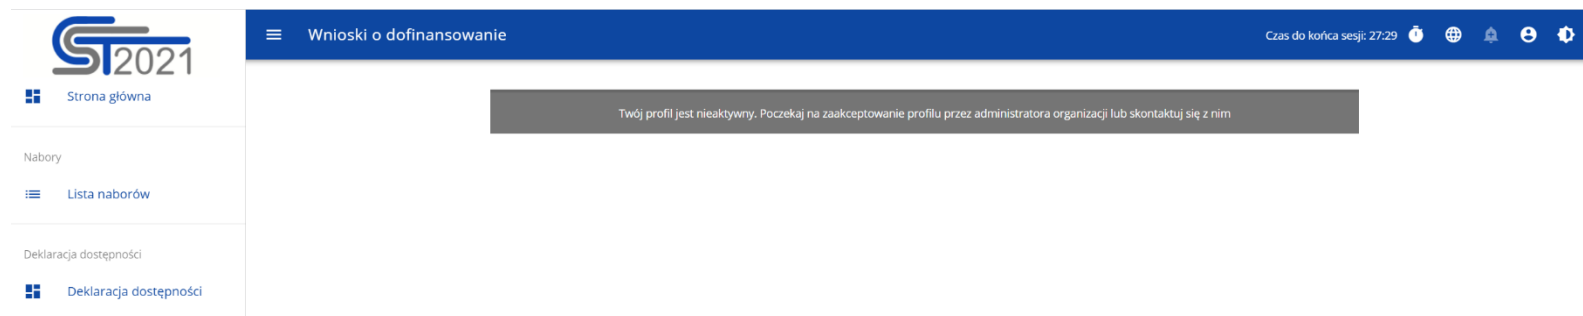 CST2021
Wnioski o dofinansowanie
Czas do końca sesji: 27:29
Strona główna
Twój profil jest nieaktywny. Poczekaj na zaakceptowanie profilu przez administratora organizacji lub skontaktuj się z nim
Nabory
Lista naborów
Deklaracja dostępności
Deklaracja dostępności